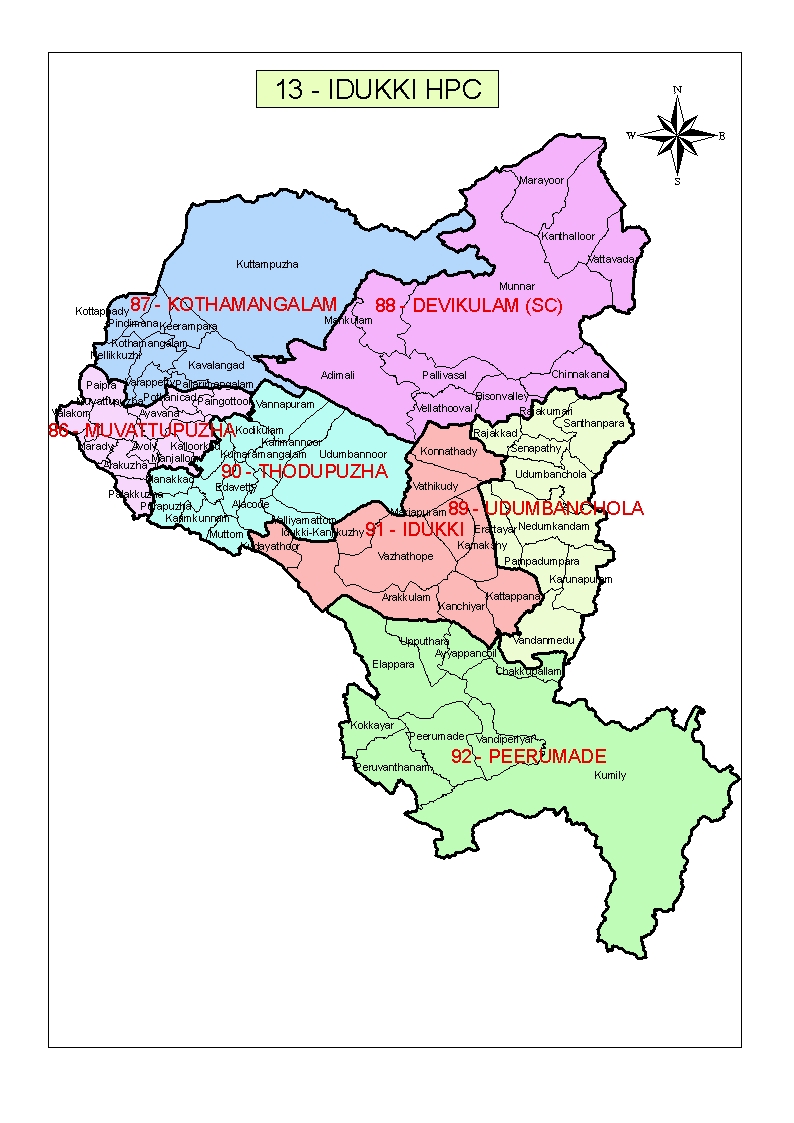 13 - IDUKKI HPC
N
W
E
S
Marayoor
Kanthalloor
Vattavada
Kuttampuzha
Munnar
87 - KOTHAMANGALAM
88 - DEVIKULAM (SC)
Kottappady
Pindimana
Keerampara
Mankulam
Kothamangalam
Nellikkuzhi
Kavalangad
Adimali
Pallivasal
Chinnakanal
Paipra
Varappetty
Pallarimangalam
Bisonvalley
Muvattupuzha
Pothanicad
Paingottoor
Vannapuram
Vellathooval
Valakom
Ayavana
Rajakumari
Santhanpara
86 - MUVATTUPUZHA
Kodikulam
Rajakkad
Marady
Avoly
Kalloorkad
Karimannoor
Konnathady
Senapathy
Manjalloor
Kumaramangalam
Udumbannoor
Arakuzha
90 - THODUPUZHA
Udumbanchola
Manakkad
Edavetty
Vathikudy
Palakkuzha
Purapuzha
Alacode
Mariapuram
89 - UDUMBANCHOLA
Karimkunnam
Velliyamattom
91 - IDUKKI
Erattayar
Nedumkandam
Muttom
Idukki-Kanjikuzhy
Kudayathoor
Kamakshy
Vazhathope
Pampadumpara
Karunapuram
Arakkulam
Kanchiyar
Kattappana
Upputhara
Vandanmedu
Ayyappancoil
Elappara
Chakkupallam
Kokkayar
Peerumade
Vandiperiyar
92 - PEERUMADE
Peruvanthanam
Kumily